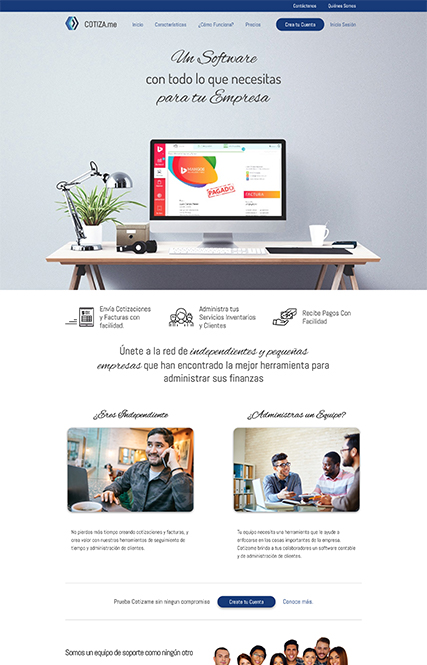 Contáctanos Quiénes Somos
COTIZA.me Inicio Características ¿Cómo Funciona? Precios Crea tu Cuenta Inicia Sesión
Un Software
con todo lo que necesitas
para tu Empresa
PAGADO
FACTURA
Envía Cotizaciones
y Facturas con
facilidad.
Administra tus
Servicios Inventarios
y Clientes
Recibe Pagos Con
Facilidad
Únete a la red de independientes y pequeñas
empresas que han encontrado la mejor herramienta para
administrar sus finanzas
¿Eres Independiente
¿Administras un Equipo?
No pierdas más tiempo creando cotizaciones y facturas, y
crea valor con nuestros herramientas de seguimiento de
tiempo y administración de clientes.
Tu equipo necesita una herramienta que le ayude a
enfocarse en las cosas importantes de la empresa.
Cotizame brinda a tus colaboradores un software contable
y de administración de clientes.
Pruebe Cotizame sin ningun compromiso Create tu Cuenta Conoce más.
Somos un equipo de soporte como ningún otro